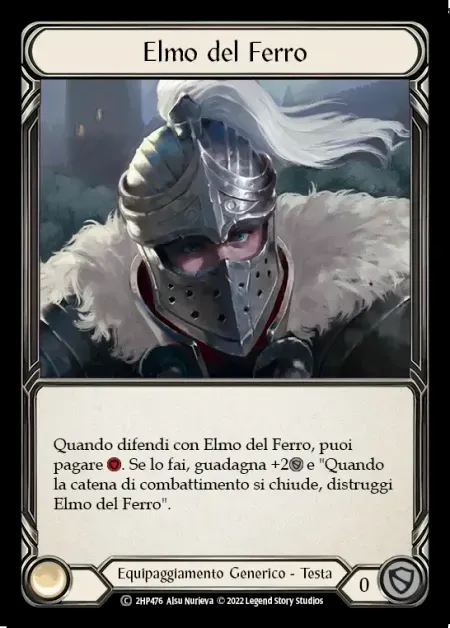 Elmo del Ferro
Quando difendi con Elmo del Ferro, puoi
pagare . Se lo fai, guadagna +2 e "Quando
la catena di combattimento si chiude, distruggi
Elmo del Ferro".
Equipaggiamento Generico - Testa
0
C 2HP476 Alsu Nurieva © 2022 Legend Story Studios